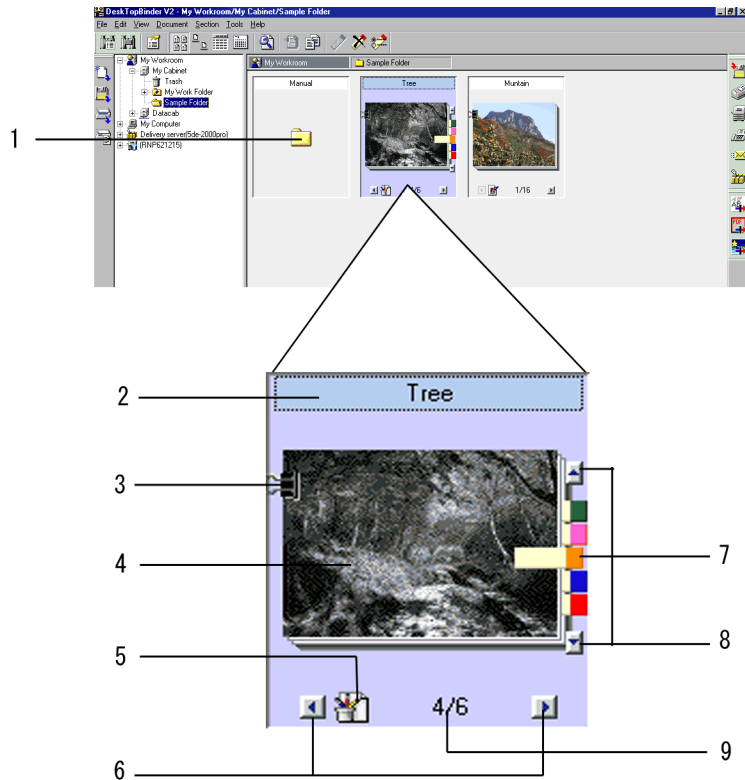 DeskTopBinder V2 - My Workroom/My Cabinet/Sample Folder
File Edit View Document Section Tools Help
My Workroom
My Cabinet
Trash
My Work Folder
Sample Folder
Datacab
My Computer
Delivery server(5de-2000pro)
(RNP621215)
My Workroom Sample Folder
Manual Tree Muntain
1/16
1
2
Tree
3
4
5
4/6
6
7
8
9